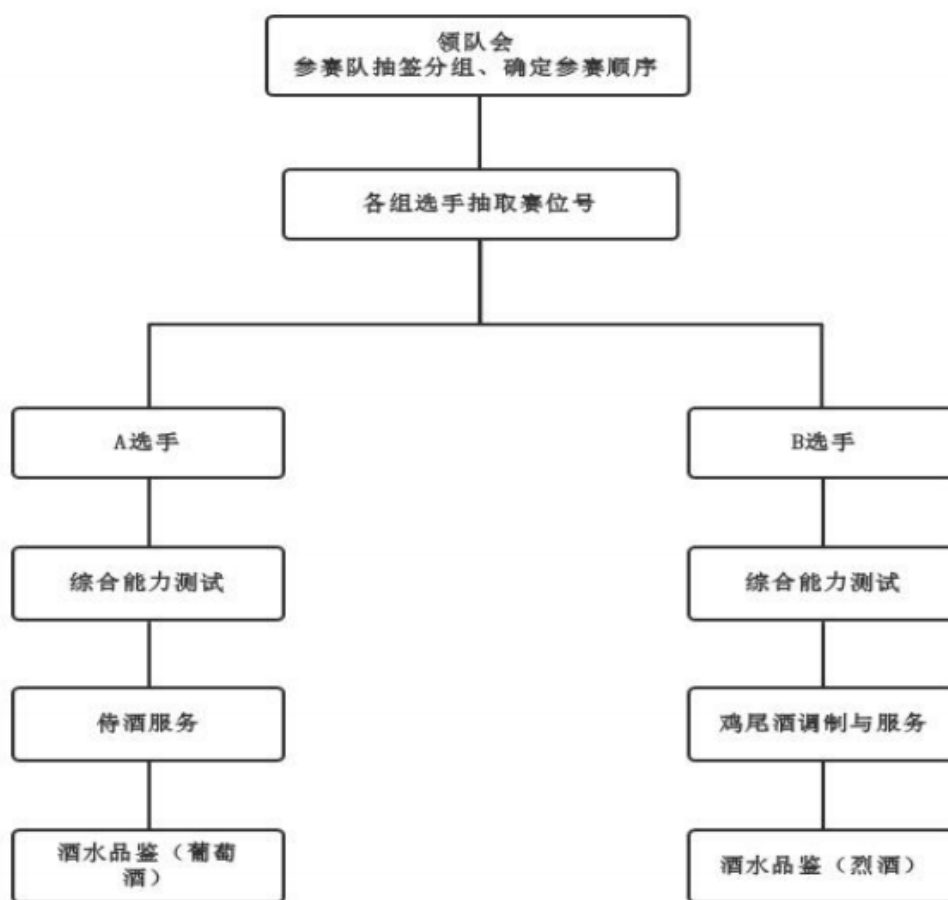 领队会
参赛队抽签分组、确定参赛顺序
各组选手抽取赛位号
A选手
B选手
综合能力测试
综合能力测试
侍酒服务
鸡尾酒调制与服务
酒水品鉴（葡萄
酒）
酒水品鉴（烈酒）